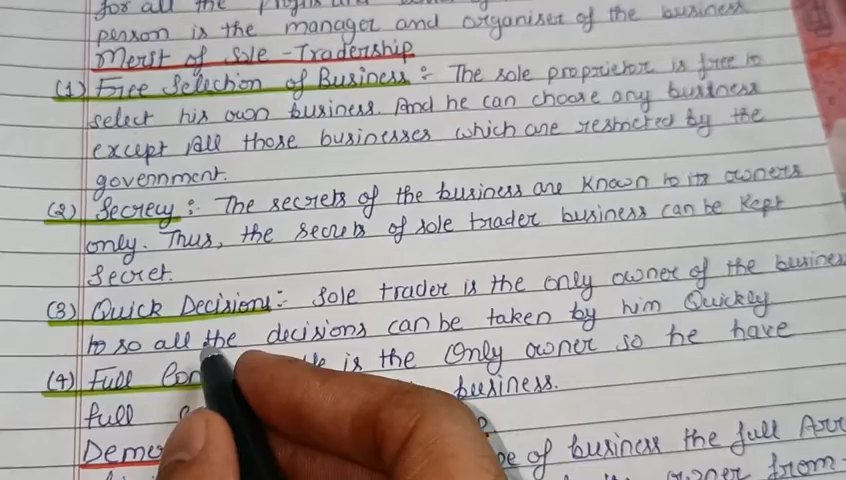 for all the
person is the manager and organiser of the business
Merit of Sole-Tradership
(1) Free Selection of Business :- The sole proprietor is free to
select his own business. And he can choose any business
except all those businesses which are restricted by the
government.
(2) Secrecy :- The secrets of the business are known to its owners
only. Thus, the secrets of sole trader business can be kept
secret.
(3) Quick Decisions :- Sole trader is the only owner of the busines
to so all the decisions can be taken by him Quickly
(4) Full is the Only owner so he have
full business.
of business the full
owner from